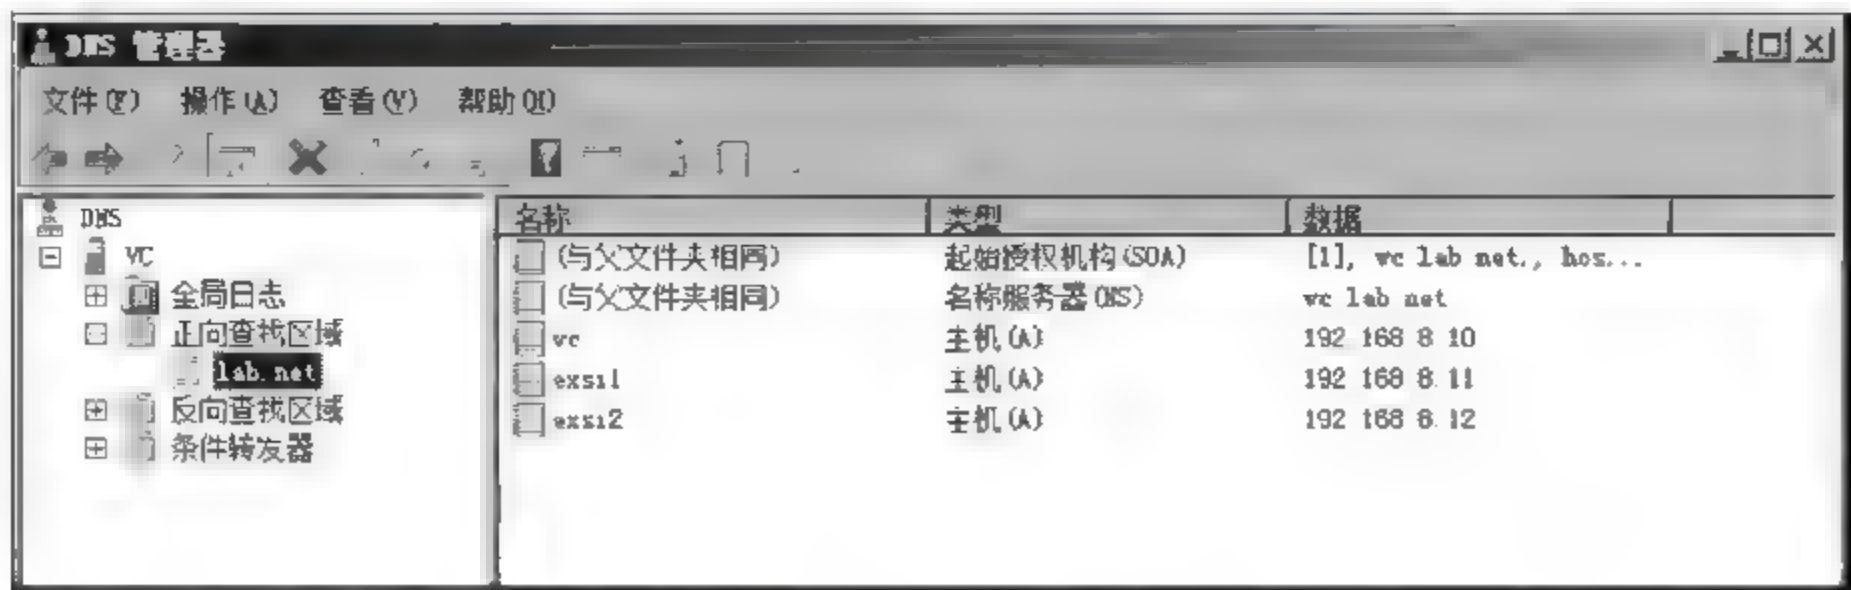 DNS 管理器
文件(F) 操作(A) 查看(V) 帮助(H)
DNS
VC
全局日志
正向查找区域
lab.net
反向查找区域
条件转发器
名称 类型 数据
(与父文件夹相同) 起始授权机构(SOA) [1], vc lab net., hos...
(与父文件夹相同) 名称服务器(NS) vc lab net
vc 主机(A) 192 168 8 10
exsi1 主机(A) 192 168 8.11
exsi2 主机(A) 192 168 8.12